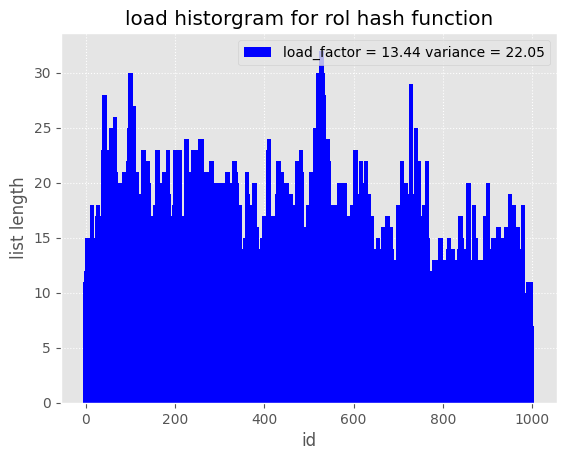 load historgram for rol hash function
load_factor = 13.44 variance = 22.05
list length
30
25
20
15
10
5
0
0 200 400 600 800 1000
id